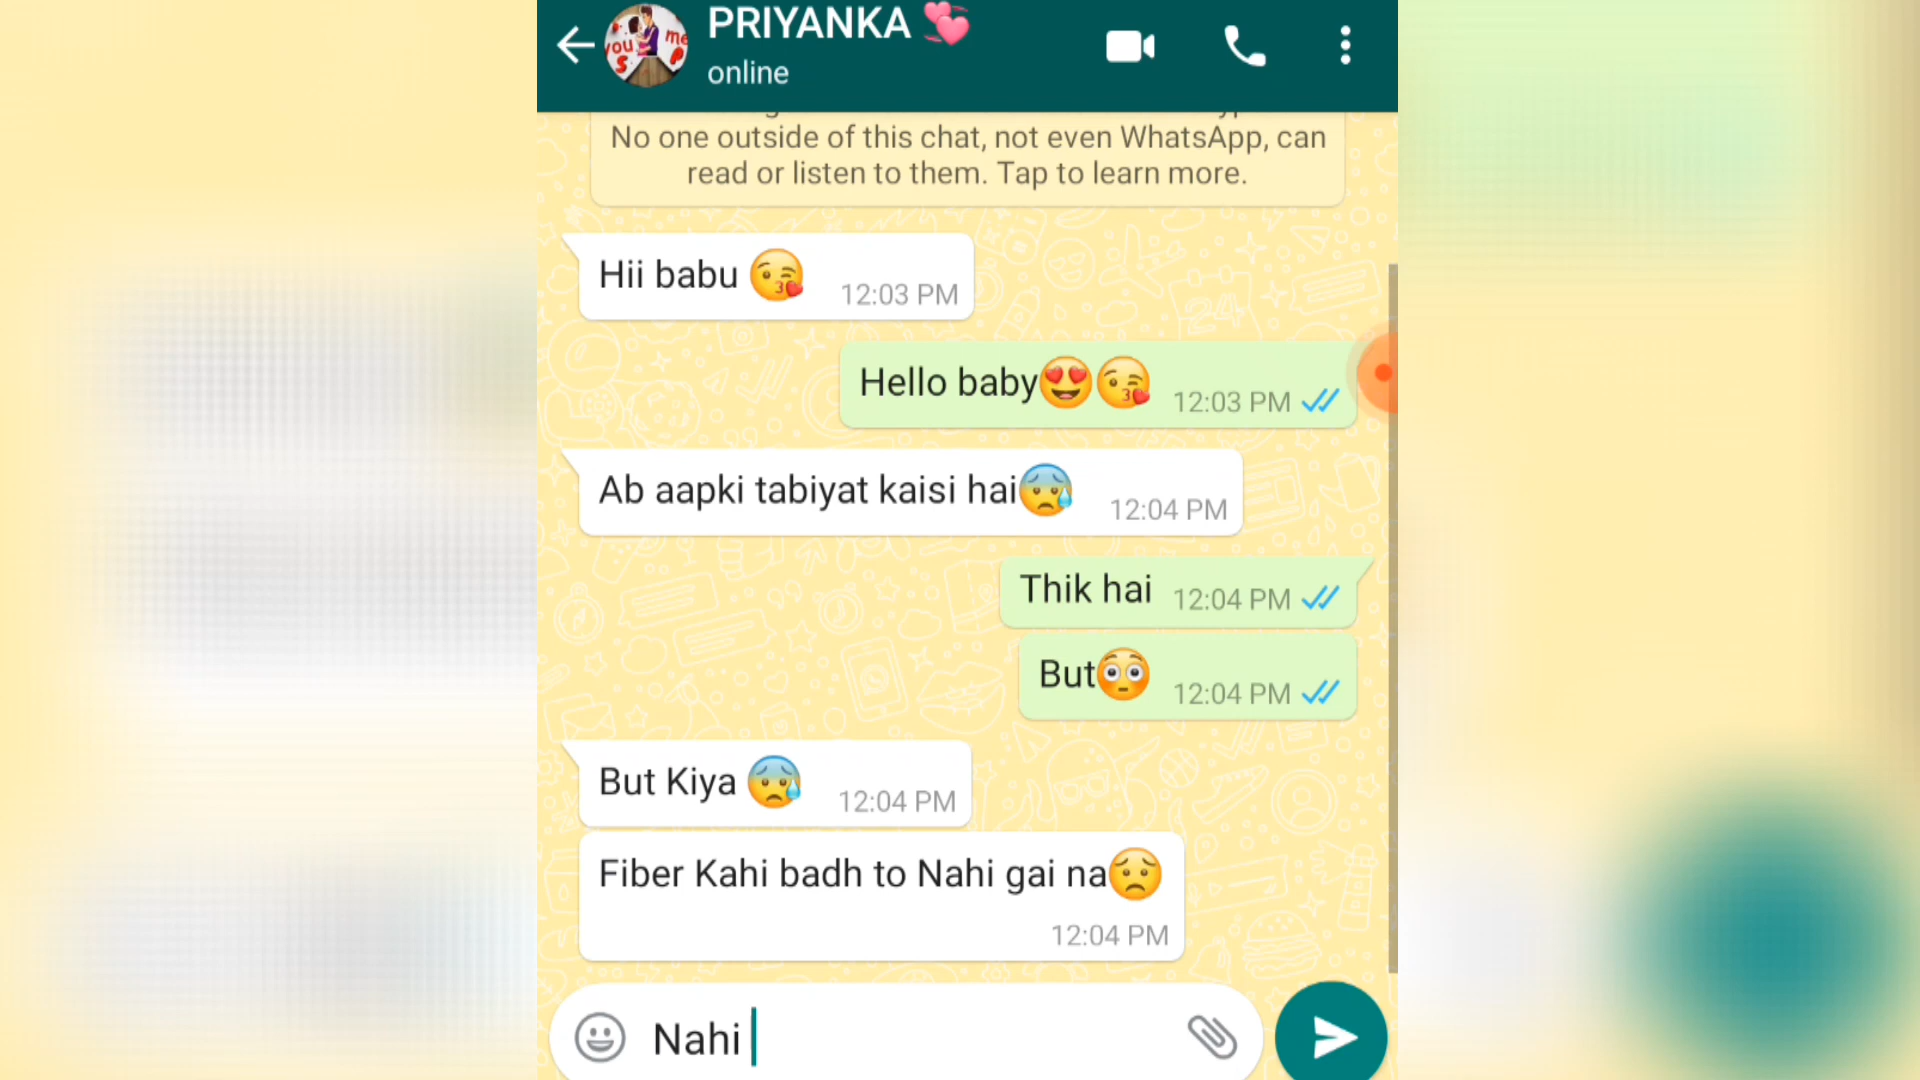 PRIYANKA 💞
online
you me
S P
No one outside of this chat, not even WhatsApp, can
read or listen to them. Tap to learn more.
Hii babu 😘 12:03 PM
Hello baby😍😘 12:03 PM
Ab aapki tabiyat kaisi hai😰 12:04 PM
Thik hai 12:04 PM
But😳 12:04 PM
But Kiya 😰 12:04 PM
Fiber Kahi badh to Nahi gai na😟
12:04 PM
Nahi